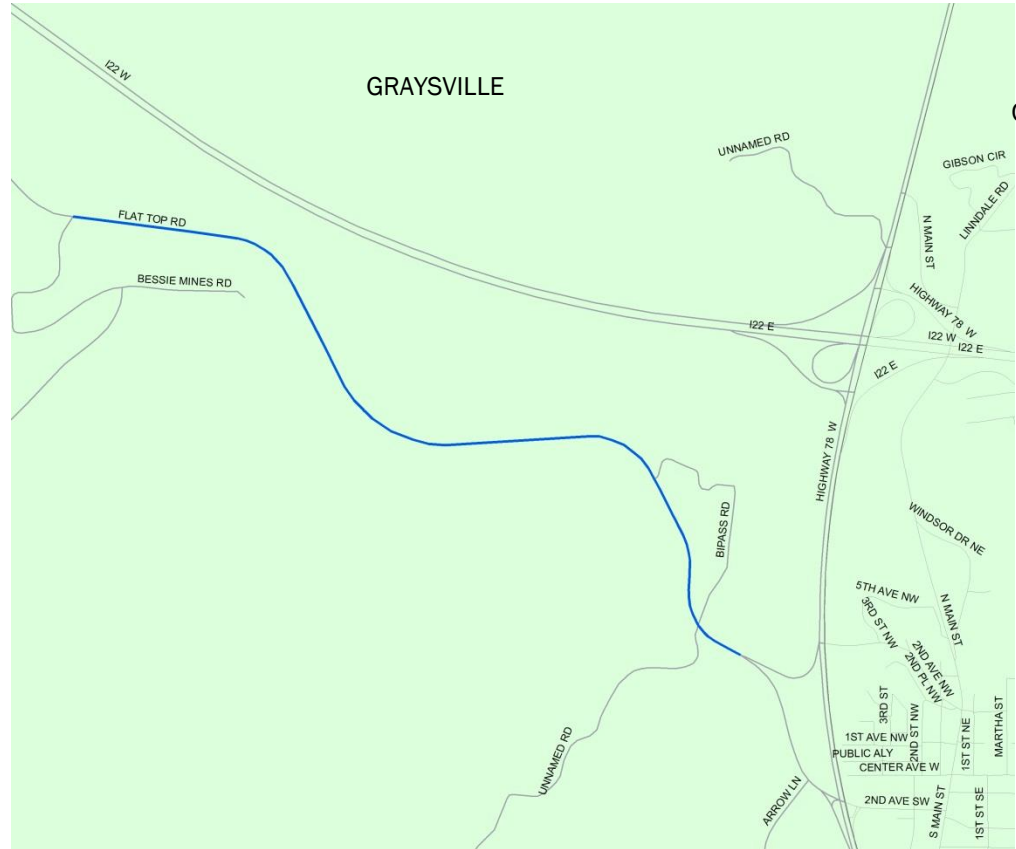 I22 W
GRAYSVILLE
UNNAMED RD
GIBSON CIR
LINNDALE RD
FLAT TOP RD
N MAIN ST
BESSIE MINES RD
HIGHWAY 78 W
I22 E
I22 W
I22 E
I22 E
HIGHWAY 78 W
BIPASS RD
WINDSOR DR NE
5TH AVE NW
3RD ST NW
N MAIN ST
2ND AVE NW
2ND PL NW
3RD ST
2ND ST NW
1ST ST NE
MARTHA ST
1ST AVE NW
PUBLIC ALY
CENTER AVE W
UNNAMED RD
ARROW LN
2ND AVE SW
S MAIN ST
1ST ST SE